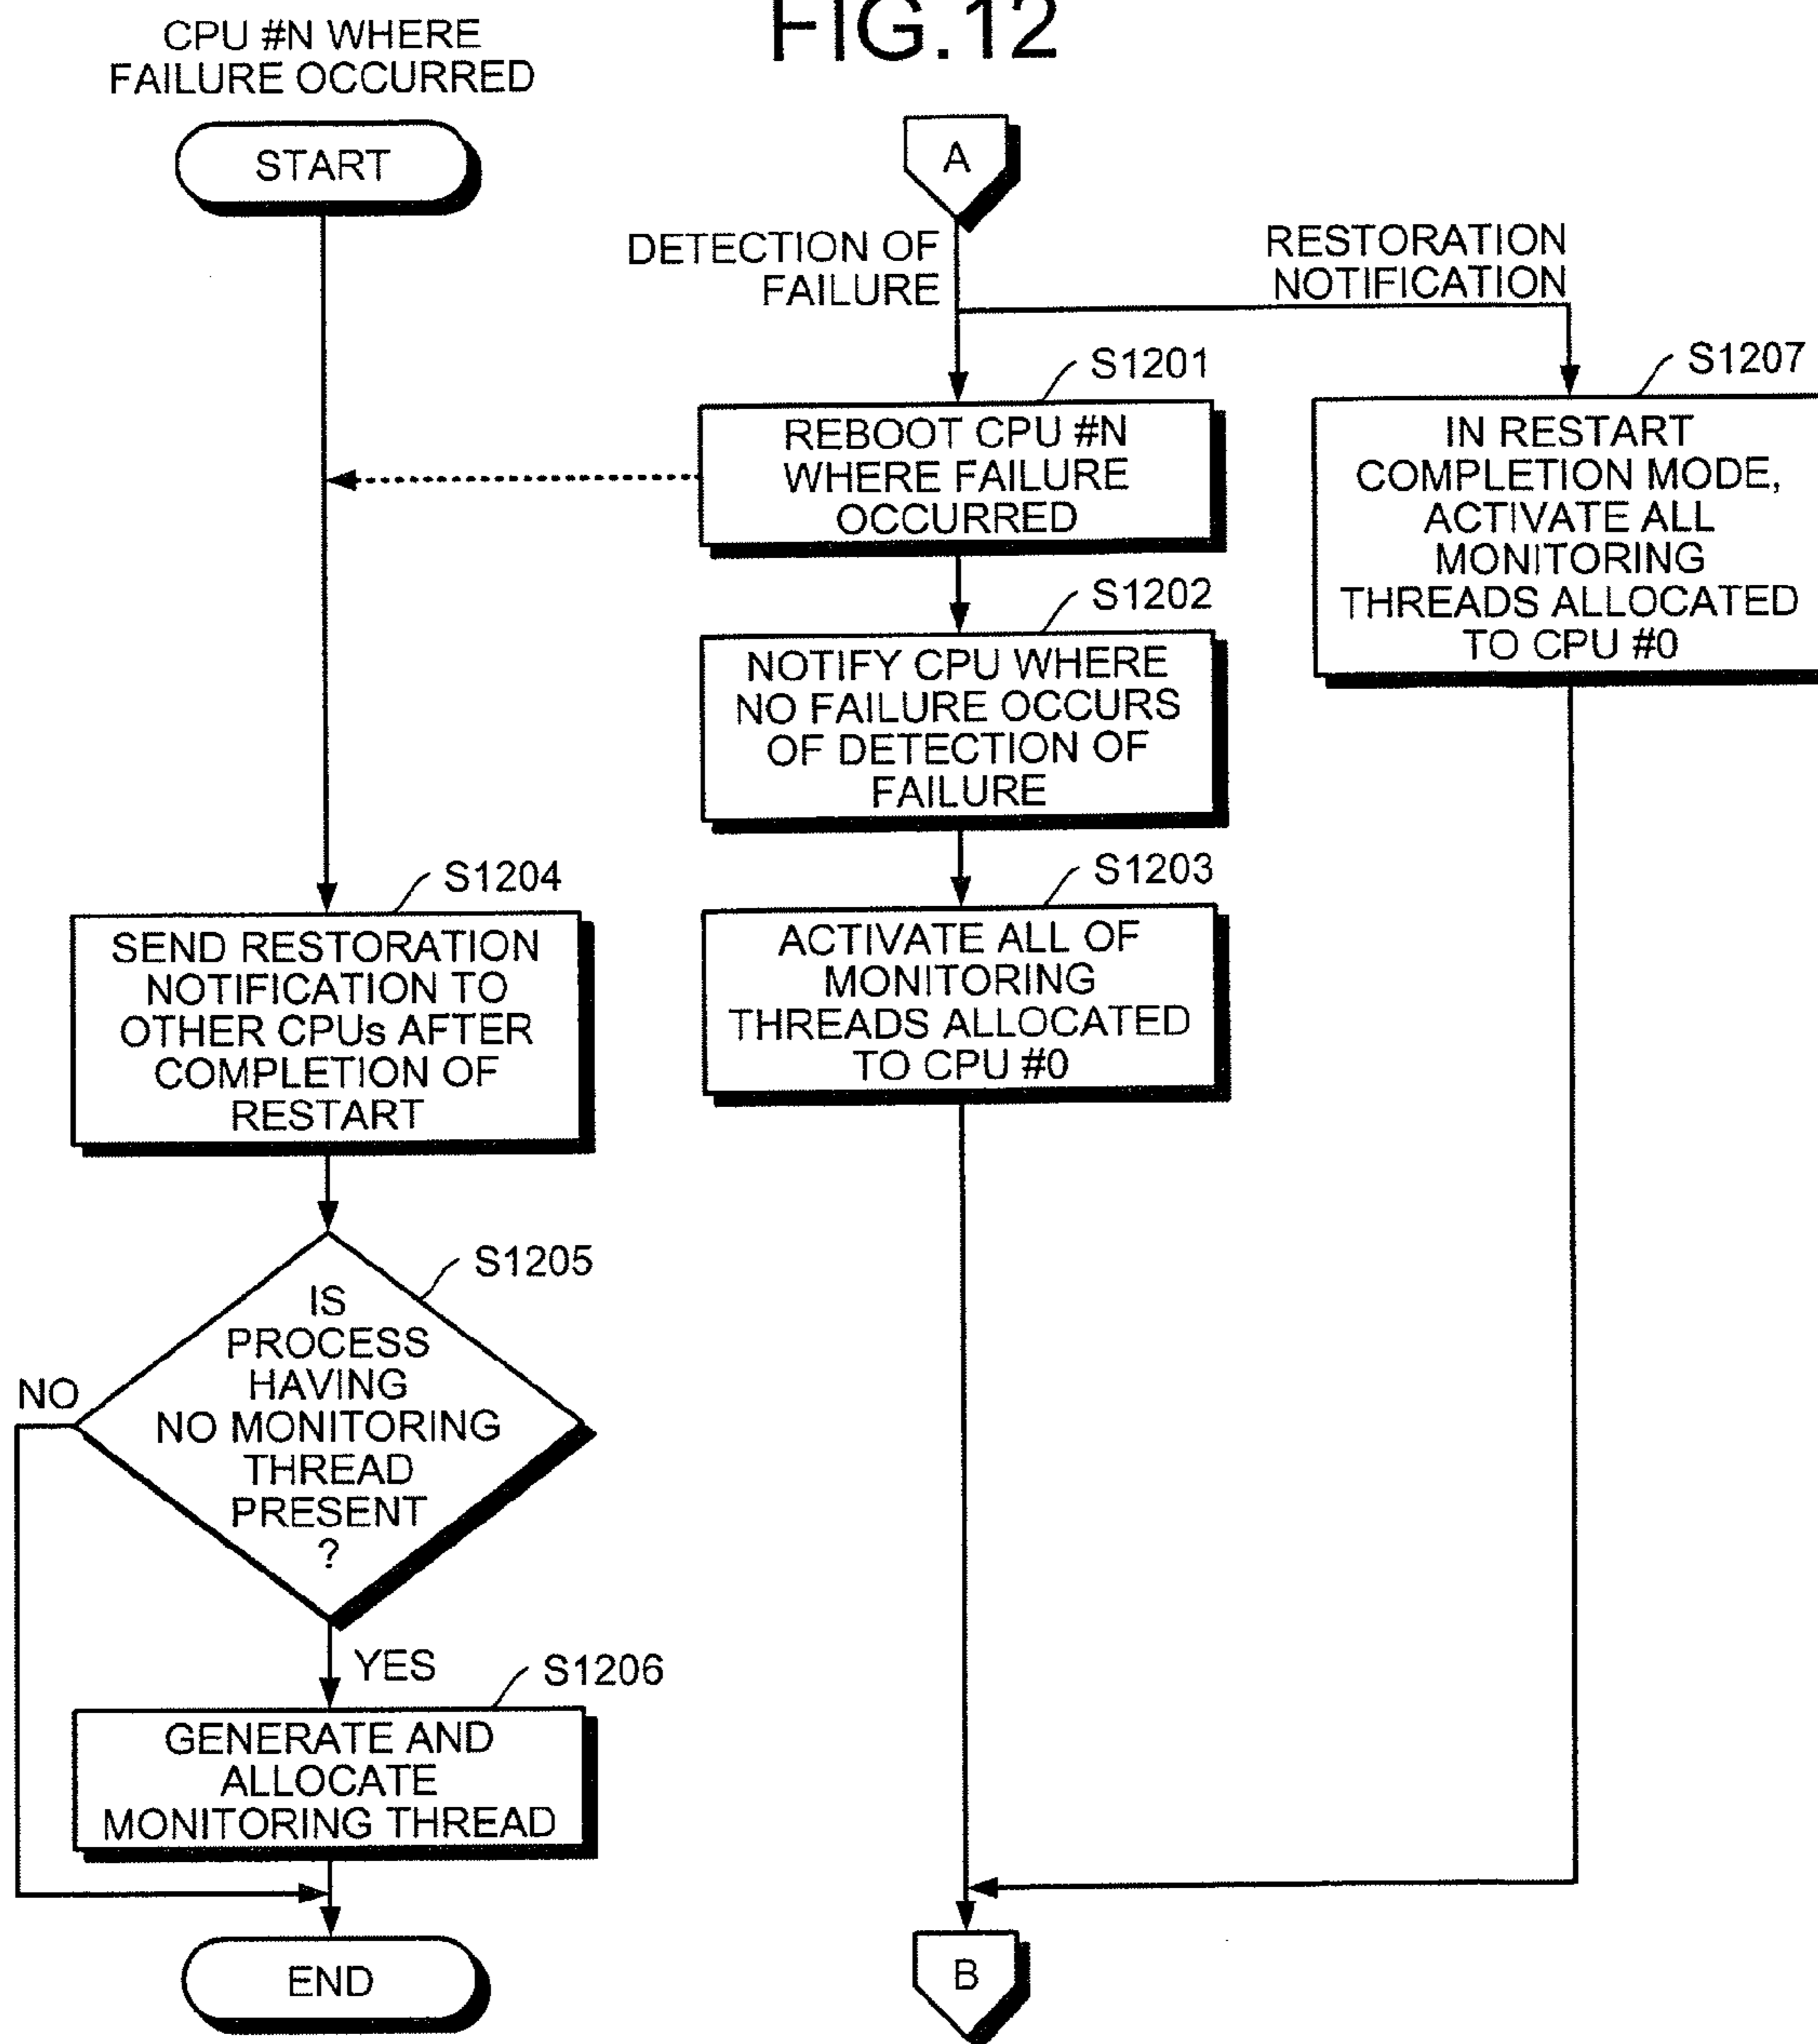 FIG.12
CPU #N WHERE
FAILURE OCCURRED
START
A
DETECTION OF
FAILURE
RESTORATION
NOTIFICATION
S1201
REBOOT CPU #N
WHERE FAILURE
OCCURRED
S1207
IN RESTART
COMPLETION MODE,
ACTIVATE ALL
MONITORING
THREADS ALLOCATED
TO CPU #0
S1202
NOTIFY CPU WHERE
NO FAILURE OCCURS
OF DETECTION OF
FAILURE
S1203
ACTIVATE ALL OF
MONITORING
THREADS ALLOCATED
TO CPU #0
S1204
SEND RESTORATION
NOTIFICATION TO
OTHER CPUs AFTER
COMPLETION OF
RESTART
S1205
IS
PROCESS
HAVING
NO MONITORING
THREAD
PRESENT
?
NO
YES
S1206
GENERATE AND
ALLOCATE
MONITORING THREAD
END
B